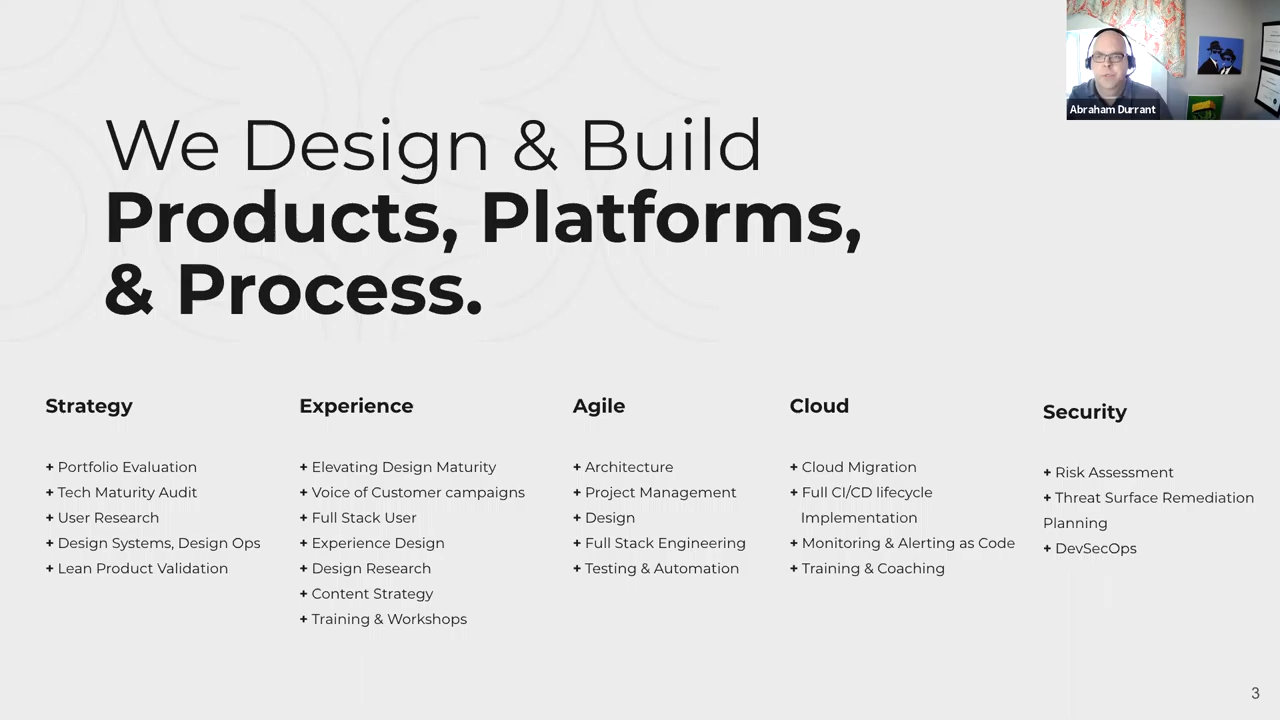 Abraham Durrant
We Design & Build
Products, Platforms,
& Process.
Strategy
+ Portfolio Evaluation
+ Tech Maturity Audit
+ User Research
+ Design Systems, Design Ops
+ Lean Product Validation
Experience
+ Elevating Design Maturity
+ Voice of Customer campaigns
+ Full Stack User
+ Experience Design
+ Design Research
+ Content Strategy
+ Training & Workshops
Agile
+ Architecture
+ Project Management
+ Design
+ Full Stack Engineering
+ Testing & Automation
Cloud
+ Cloud Migration
+ Full CI/CD lifecycle
Implementation
+ Monitoring & Alerting as Code
+ Training & Coaching
Security
+ Risk Assessment
+ Threat Surface Remediation
Planning
+ DevSecOps
3